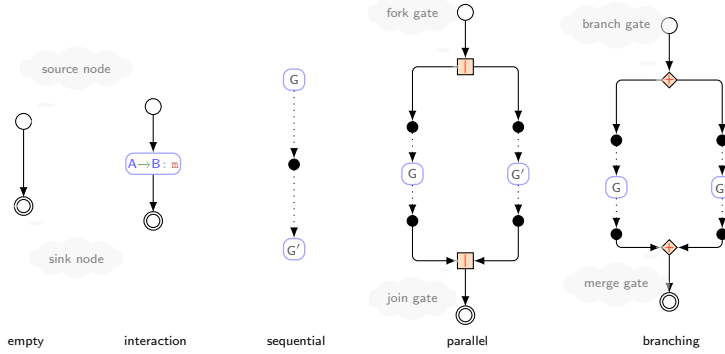 fork gate
branch gate
source node
G
|
+
A→B: m
G
G′
G
G
G′
sink node
|
+
join gate
merge gate
empty
interaction
sequential
parallel
branching